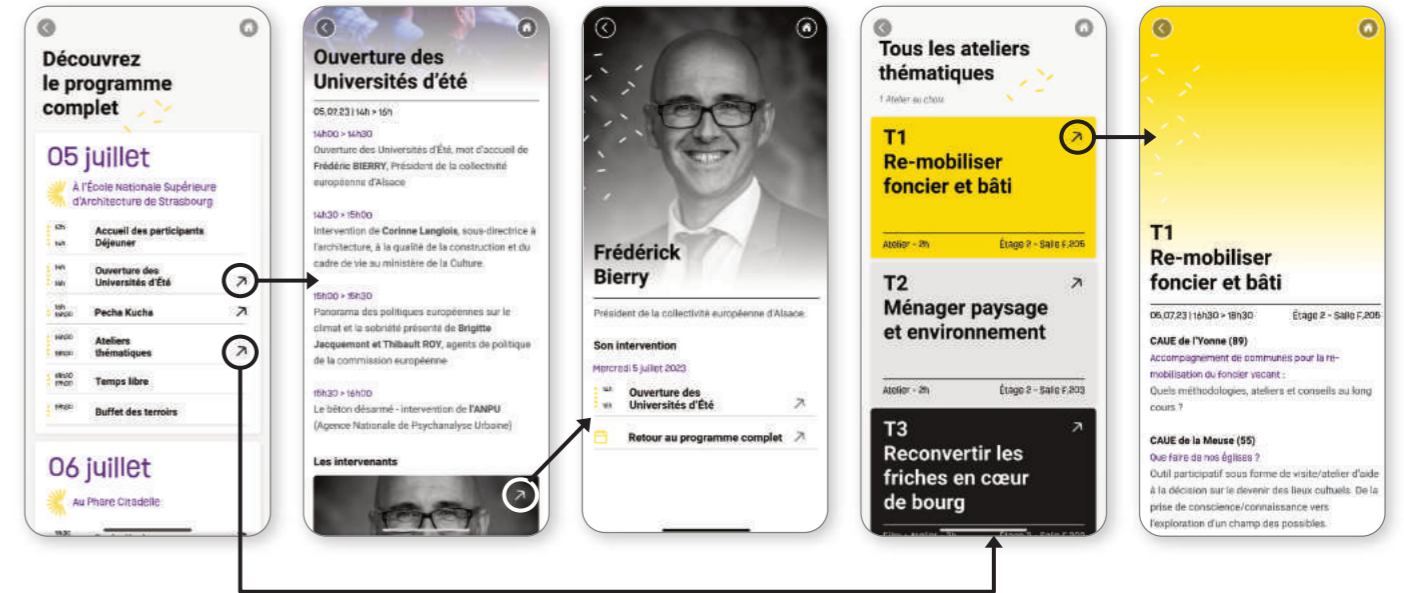 Découvrez
le programme
complet
05 juillet
À l'École Nationale Supérieure
d'Architecture de Strasbourg
12h
14h
Accueil des participants
Déjeuner
14h
16h
Ouverture des
Universités d'Été
16h
16h30
Pecha Kucha
16h30
18h30
Ateliers
thématiques
18h30
19h30
Temps libre
19h30
Buffet des terroirs
06 juillet
Au Phare Citadelle
Ouverture des
Universités d'été
05.07.23 | 14h > 16h
14h00 > 14h30
Ouverture des Universités d'Été, mot d'accueil de
Frédéric BIERRY, Président de la collectivité
européenne d'Alsace
14h30 > 15h00
Intervention de Corinne Langlois, sous-directrice à
l'architecture, à la qualité de la construction et du
cadre de vie au ministère de la Culture.
15h00 > 15h30
Panorama des politiques européennes sur le
climat et la sobriété présenté de Brigitte
Jacquemont et Thibault ROY, agents de politique
de la commission européenne
15h30 > 16h00
Le béton désarmé - intervention de l'ANPU
(Agence Nationale de Psychanalyse Urbaine)
Les intervenants
Frédérick
Bierry
Président de la collectivité européenne d'Alsace
Son intervention
Mercredi 5 juillet 2023
14h
16h
Ouverture des
Universités d'Été
Retour au programme complet
Tous les ateliers
thématiques
1 Atelier au choix
T1
Re-mobiliser
foncier et bâti
Atelier - 2h Étage 2 - Salle F.205
T2
Ménager paysage
et environnement
Atelier - 2h Étage 2 - Salle F.203
T3
Reconvertir les
friches en cœur
de bourg
T1
Re-mobiliser
foncier et bâti
05.07.23 | 16h30 > 18h30 Étage 2 - Salle F.205
CAUE de l'Yonne (89)
Accompagnement de communes pour la re-
mobilisation du foncier vacant :
Quels méthodologies, ateliers et conseils au long
cours ?
CAUE de la Meuse (55)
Que faire de nos églises ?
Outil participatif sous forme de visite/atelier d'aide
à la décision sur le devenir des lieux cultuels. De la
prise de conscience/connaissance vers
l'exploration d'un champ des possibles.